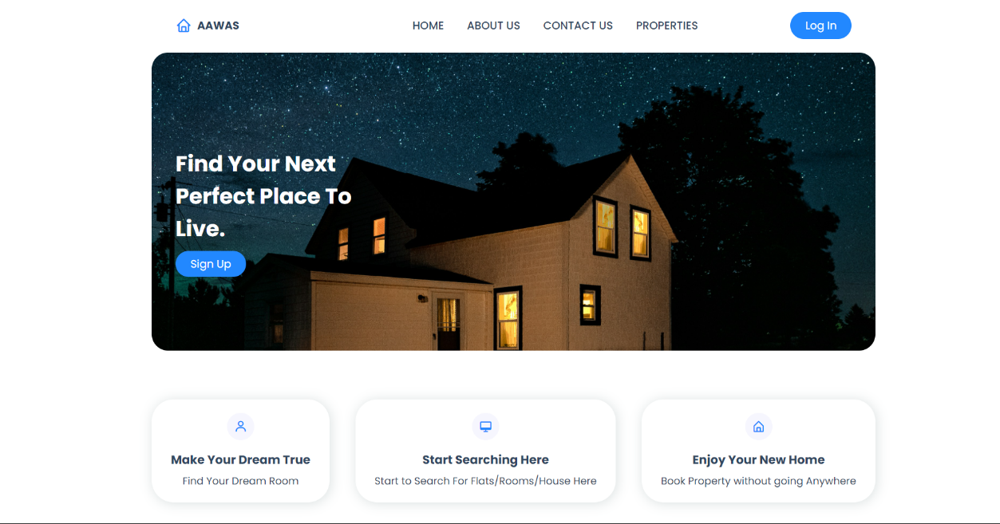 AAWAS
HOME
ABOUT US
CONTACT US
PROPERTIES
Log In
Find Your Next
Perfect Place To
Live.
Sign Up
Make Your Dream True
Find Your Dream Room
Start Searching Here
Start to Search For Flats/Rooms/House Here
Enjoy Your New Home
Book Property without going Anywhere